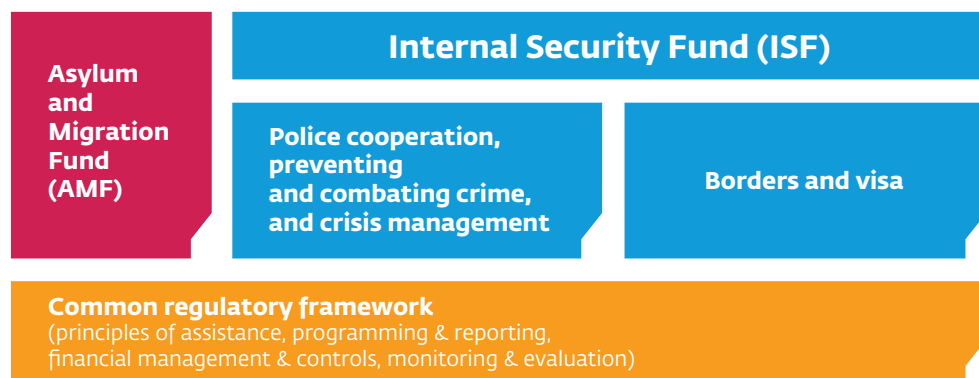 Asylum
and
Migration
Fund
(AMF)
Internal Security Fund (ISF)
Police cooperation,
preventing
and combating crime,
and crisis management
Borders and visa
Common regulatory framework
(principles of assistance, programming & reporting,
financial management & controls, monitoring & evaluation)